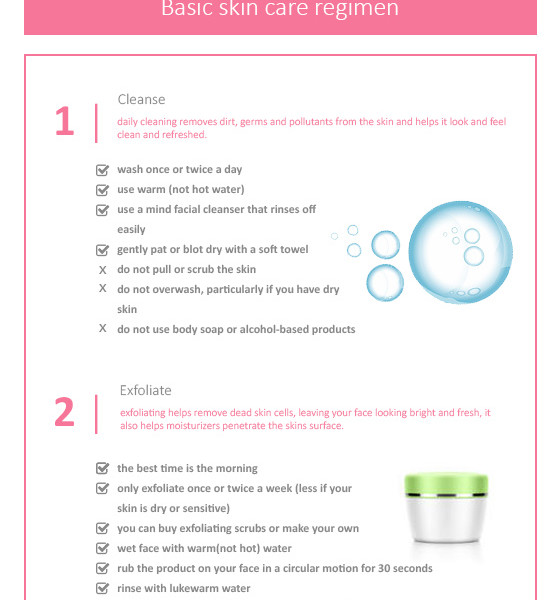 Basic skin care regimen
1
Cleanse
daily cleaning removes dirt, germs and pollutants from the skin and helps it look and feel
clean and refreshed.
wash once or twice a day
use warm (not hot water)
use a mind facial cleanser that rinses off
easily
gently pat or blot dry with a soft towel
x do not pull or scrub the skin
x do not overwash, particularly if you have dry
skin
x do not use body soap or alcohol-based products
2
Exfoliate
exfoliating helps remove dead skin cells, leaving your face looking bright and fresh, it
also helps moisturizers penetrate the skins surface.
the best time is the morning
only exfoliate once or twice a week (less if your
skin is dry or sensitive)
you can buy exfoliating scrubs or make your own
wet face with warm(not hot) water
rub the product on your face in a circular motion for 30 seconds
rinse with lukewarm water